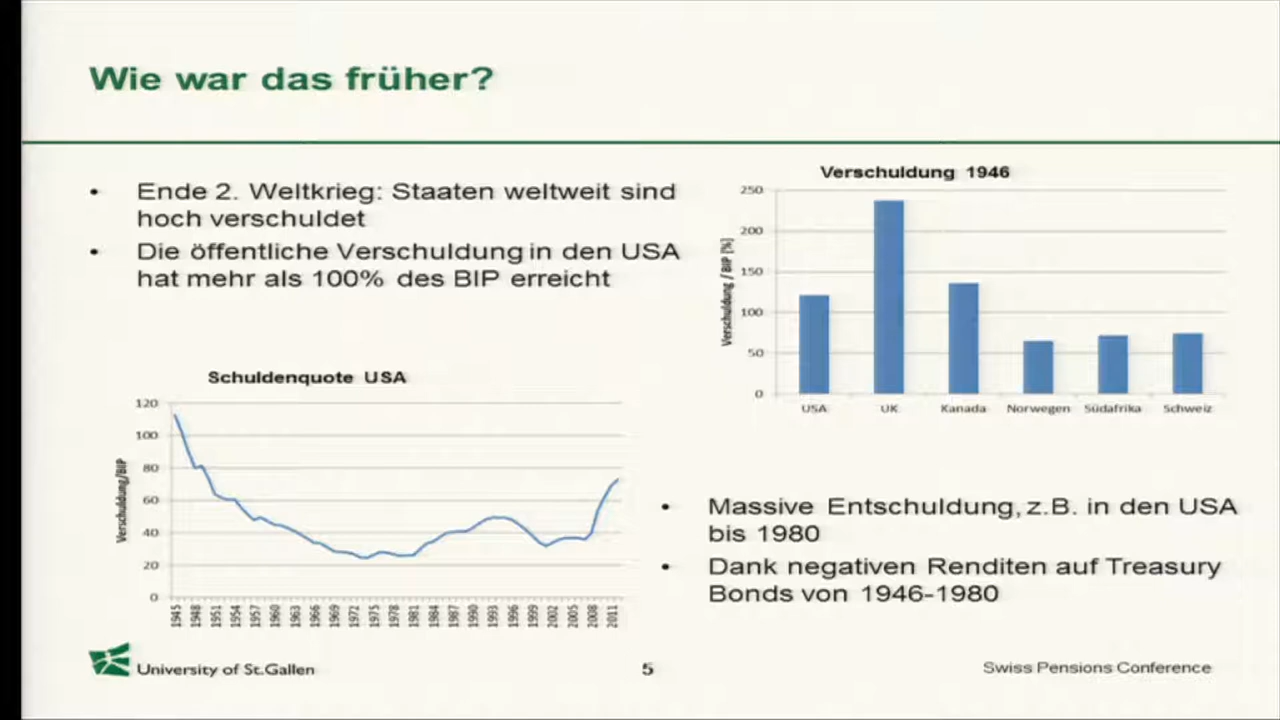 Wie war das früher?
• Ende 2. Weltkrieg: Staaten weltweit sind
hoch verschuldet
• Die öffentliche Verschuldung in den USA
hat mehr als 100% des BIP erreicht
Verschuldung 1946
Verschuldung / BIP [%]
250
200
150
100
50
0
USA UK Kanada Norwegen Südafrika Schweiz
Schuldenquote USA
Verschuldung/BIP
120
100
80
60
40
20
0
1945 1948 1951 1954 1957 1960 1963 1966 1969 1972 1975 1978 1981 1984 1987 1990 1993 1996 1999 2002 2005 2008 2011
• Massive Entschuldung, z.B. in den USA
bis 1980
• Dank negativen Renditen auf Treasury
Bonds von 1946-1980
University of St.Gallen
5
Swiss Pensions Conference